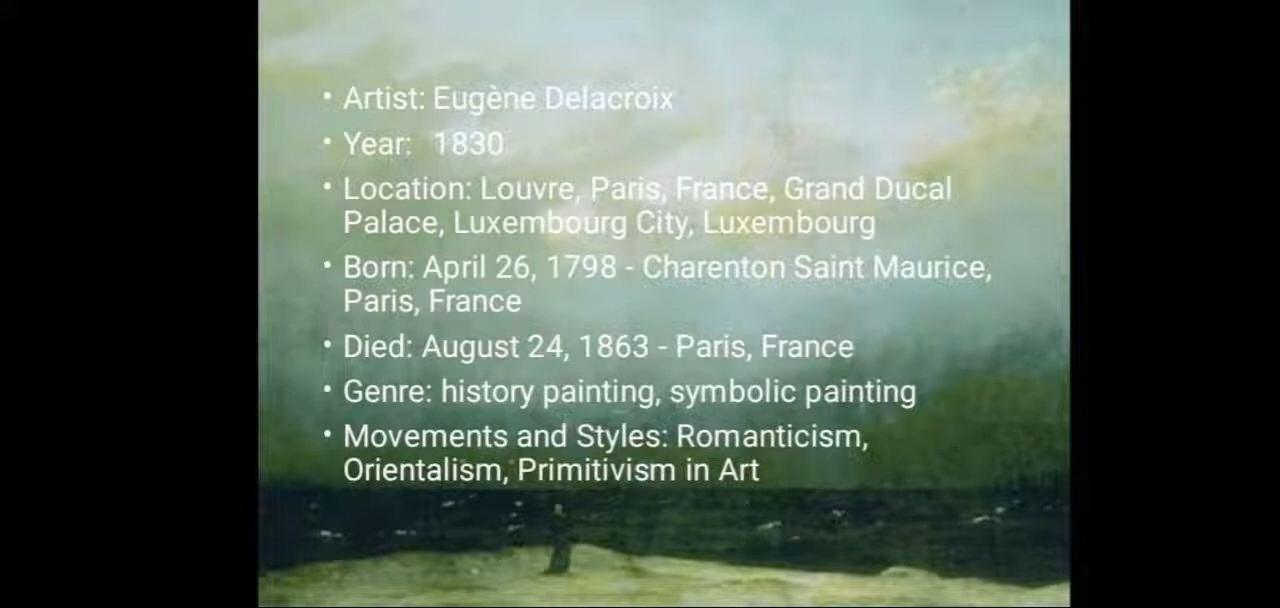 • Artist: Eugène Delacroix
• Year: 1830
• Location: Louvre, Paris, France, Grand Ducal
Palace, Luxembourg City, Luxembourg
• Born: April 26, 1798 - Charenton Saint Maurice,
Paris, France
• Died: August 24, 1863 - Paris, France
• Genre: history painting, symbolic painting
• Movements and Styles: Romanticism,
Orientalism, Primitivism in Art